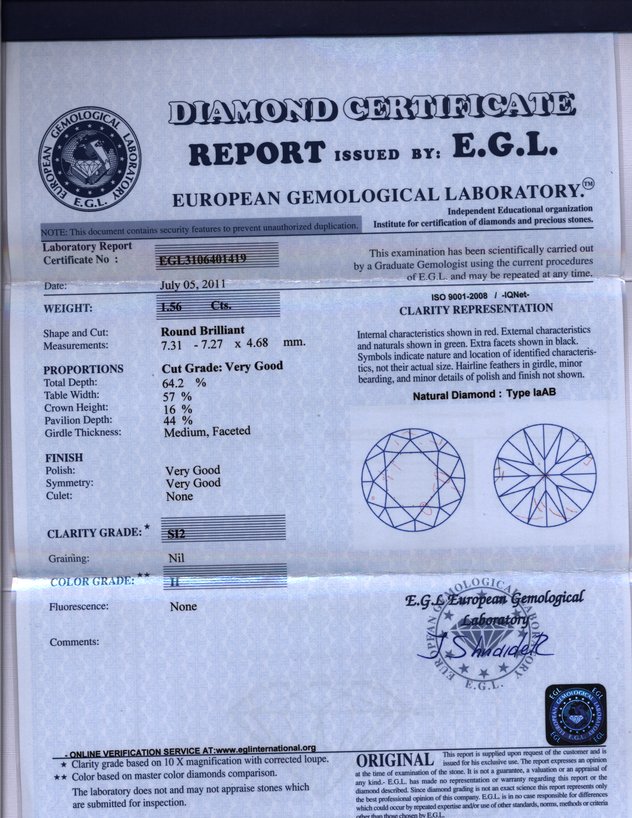 DIAMOND CERTIFICATE
REPORT ISSUED BY: E.G.L.
EUROPEAN GEMOLOGICAL LABORATORY.™
EUROPEAN GEMOLOGICAL LABORATORY
E.G.L.
Independent Educational organization
Institute for certification of diamonds and precious stones.
NOTE: This document contains security features to prevent unauthorized duplication.
Laboratory Report
Certificate No : EGL3106401419
Date: July 05, 2011
WEIGHT: 1.56 Cts.
Shape and Cut: Round Brilliant
Measurements: 7.31 - 7.27 x 4.68 mm.
PROPORTIONS Cut Grade: Very Good
Total Depth: 64.2 %
Table Width: 57 %
Crown Height: 16 %
Pavilion Depth: 44 %
Girdle Thickness: Medium, Faceted
FINISH
Polish: Very Good
Symmetry: Very Good
Culet: None
CLARITY GRADE:★ SI2
Graining: Nil
COLOR GRADE:★★ H
Fluorescence: None
Comments:
This examination has been scientifically carried out
by a Graduate Gemologist using the current procedures
of E.G.L. and may be repeated at any time.
ISO 9001-2008 / -IQNet-
CLARITY REPRESENTATION
Internal characteristics shown in red. External characteristics
and naturals shown in green. Extra facets shown in black.
Symbols indicate nature and location of identified characteris-
tics, not their actual size. Hairline feathers in girdle, minor
bearding, and minor details of polish and finish not shown.
Natural Diamond : Type IaAB
E.G.L European Gemological
Laboratory
EUROPEAN GEMOLOGICAL LABORATORY
E.G.L.
J Shnaider
EGL EGL
EUROPEAN GEMOLOGICAL LABORATORY
E.G.L.
- ONLINE VERIFICATION SERVICE AT:www.eglinternational.org
★ Clarity grade based on 10 X magnification with corrected loupe.
★★ Color based on master color diamonds comparison.
The laboratory does not and may not appraise stones which
are submitted for inspection.
ORIGINAL This report is supplied upon request of the customer and is
issued for his exclusive use. The report expresses an opinion
at the time of examination of the stone. It is not a guarantee, a valuation or an appraisal of
any kind.- E.G.L. has made no representation or warranty regarding this report or the
diamond described. Since diamond grading is not an exact science this report represents only
the best professional opinion of this company. E.G.L. is in no case responsible for differences
which could occur by repeated expertise and/or use of other standards, norms, methods or criteria
other than those chosen by E.G.L.